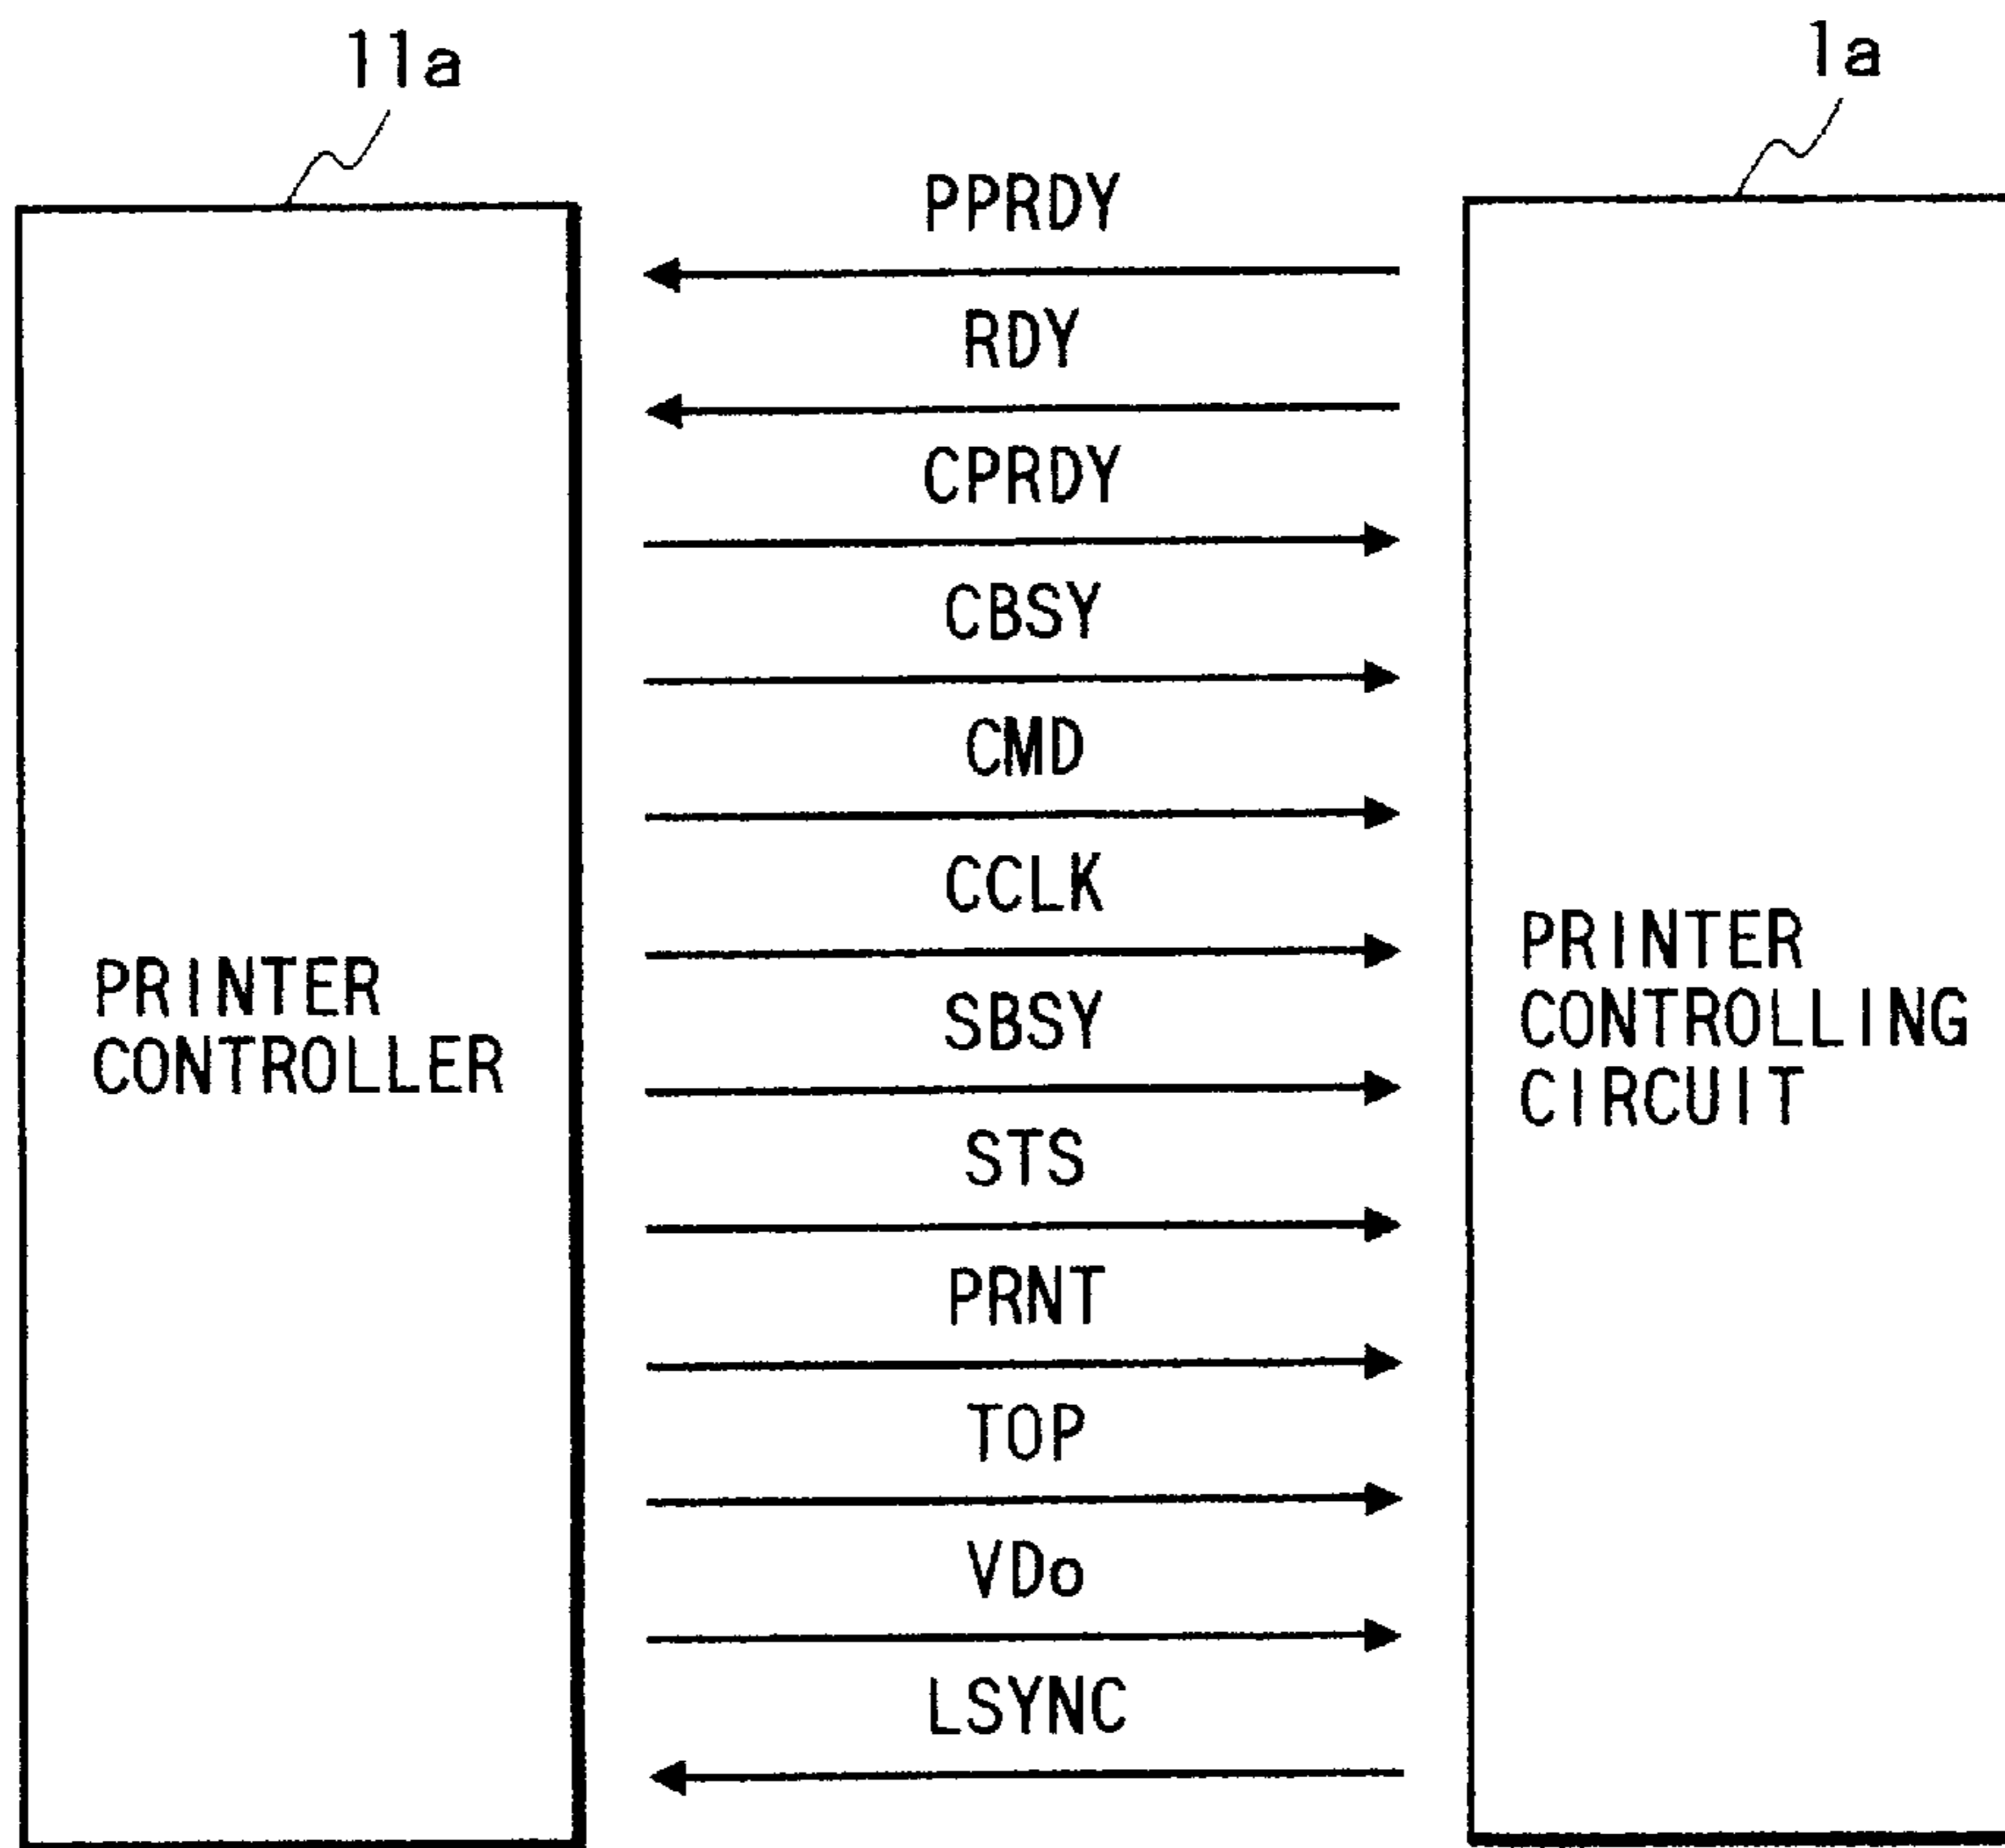 11a
1a
PPRDY
RDY
CPRDY
CBSY
CMD
CCLK
SBSY
STS
PRNT
TOP
VDo
LSYNC
PRINTER
CONTROLLER
PRINTER
CONTROLLING
CIRCUIT